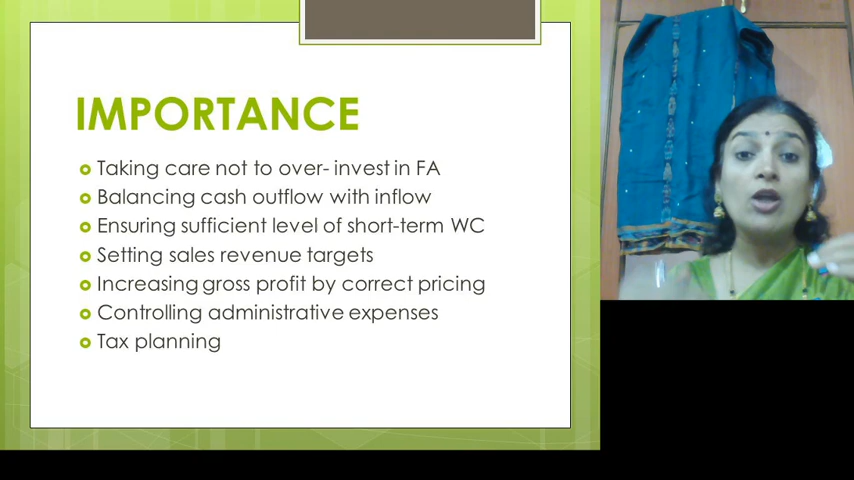 IMPORTANCE
Taking care not to over- invest in FA
Balancing cash outflow with inflow
Ensuring sufficient level of short-term WC
Setting sales revenue targets
Increasing gross profit by correct pricing
Controlling administrative expenses
Tax planning